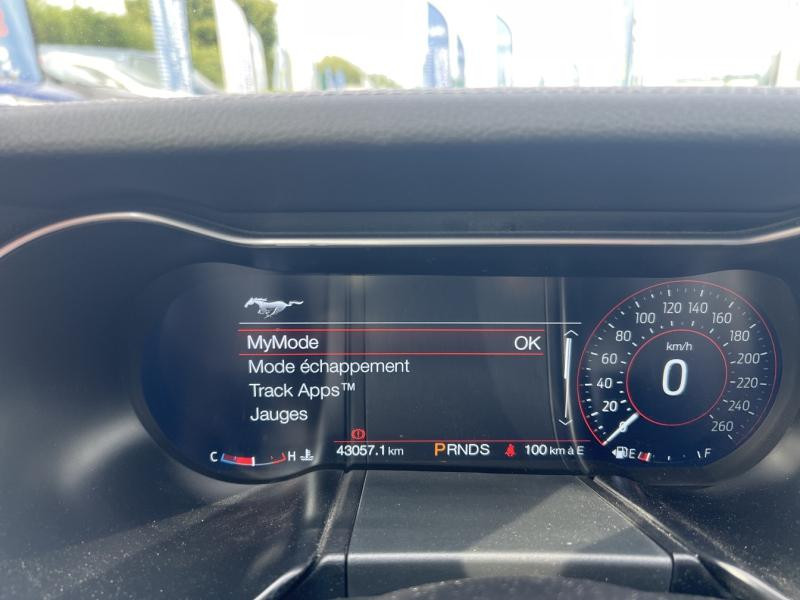 MyMode OK
Mode échappement
Track Apps™
Jauges
C H
43057.1 km PRNDS 100 km à E
E F
0 20 40 60 80 100 120 140 160 180 200 220 240 260
km/h
0